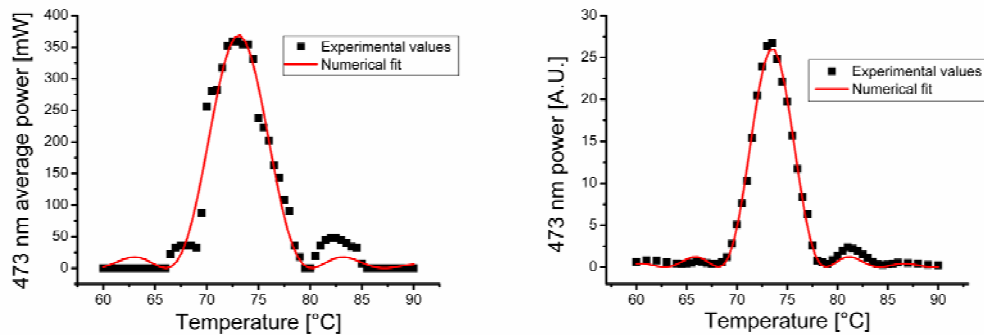 473 nm average power [mW]
400
350
300
250
200
150
100
50
0
Experimental values
Numerical fit
60 65 70 75 80 85 90
Temperature [°C]
473 nm power [A.U.]
30
25
20
15
10
5
0
Experimental values
Numerical fit
60 65 70 75 80 85 90
Temperature [°C]